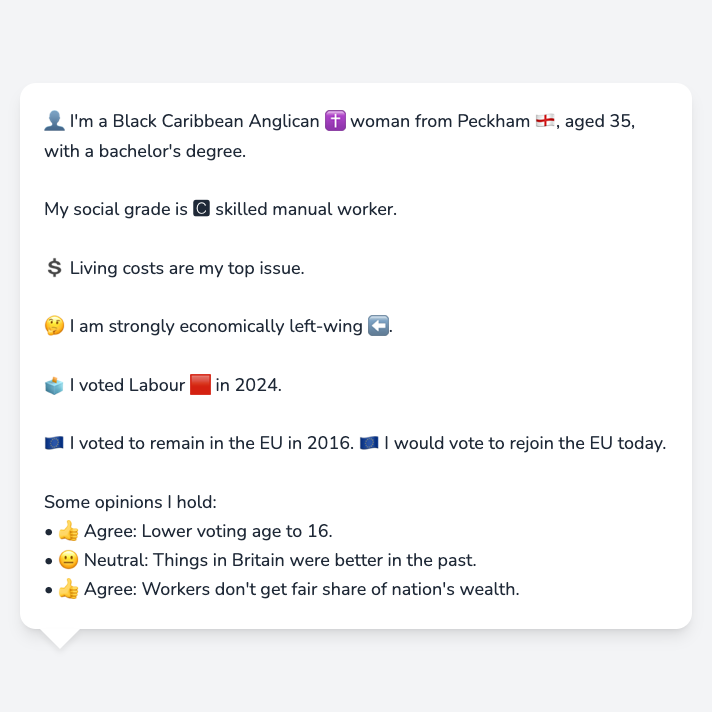 👤 I'm a Black Caribbean Anglican ✝️ woman from Peckham 🏴󠁧󠁢󠁥󠁮󠁧󠁿, aged 35,
with a bachelor's degree.
My social grade is 🅲 skilled manual worker.
💲 Living costs are my top issue.
🤔 I am strongly economically left-wing ⬅️.
🗳️ I voted Labour 🟥 in 2024.
🇪🇺 I voted to remain in the EU in 2016. 🇪🇺 I would vote to rejoin the EU today.
Some opinions I hold:
• 👍 Agree: Lower voting age to 16.
• 😐 Neutral: Things in Britain were better in the past.
• 👍 Agree: Workers don't get fair share of nation's wealth.